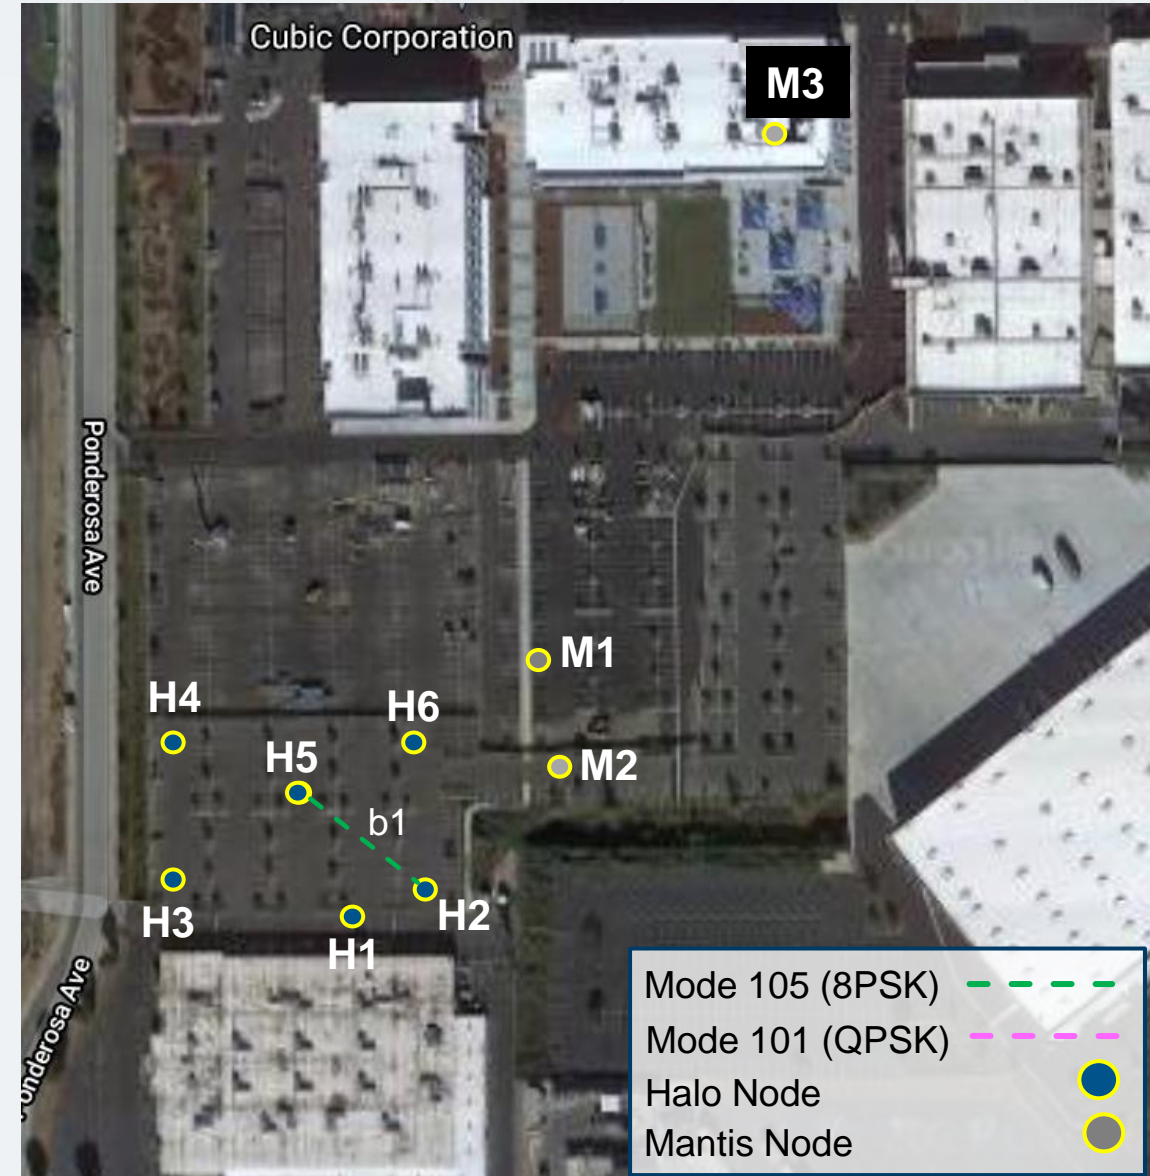 Cubic Corporation
M3
Ponderosa Ave
M1
H4
H6
H5
M2
b1
H3
H2
H1
Mode 105 (8PSK)
Mode 101 (QPSK)
Halo Node
Mantis Node
Ponderosa Ave